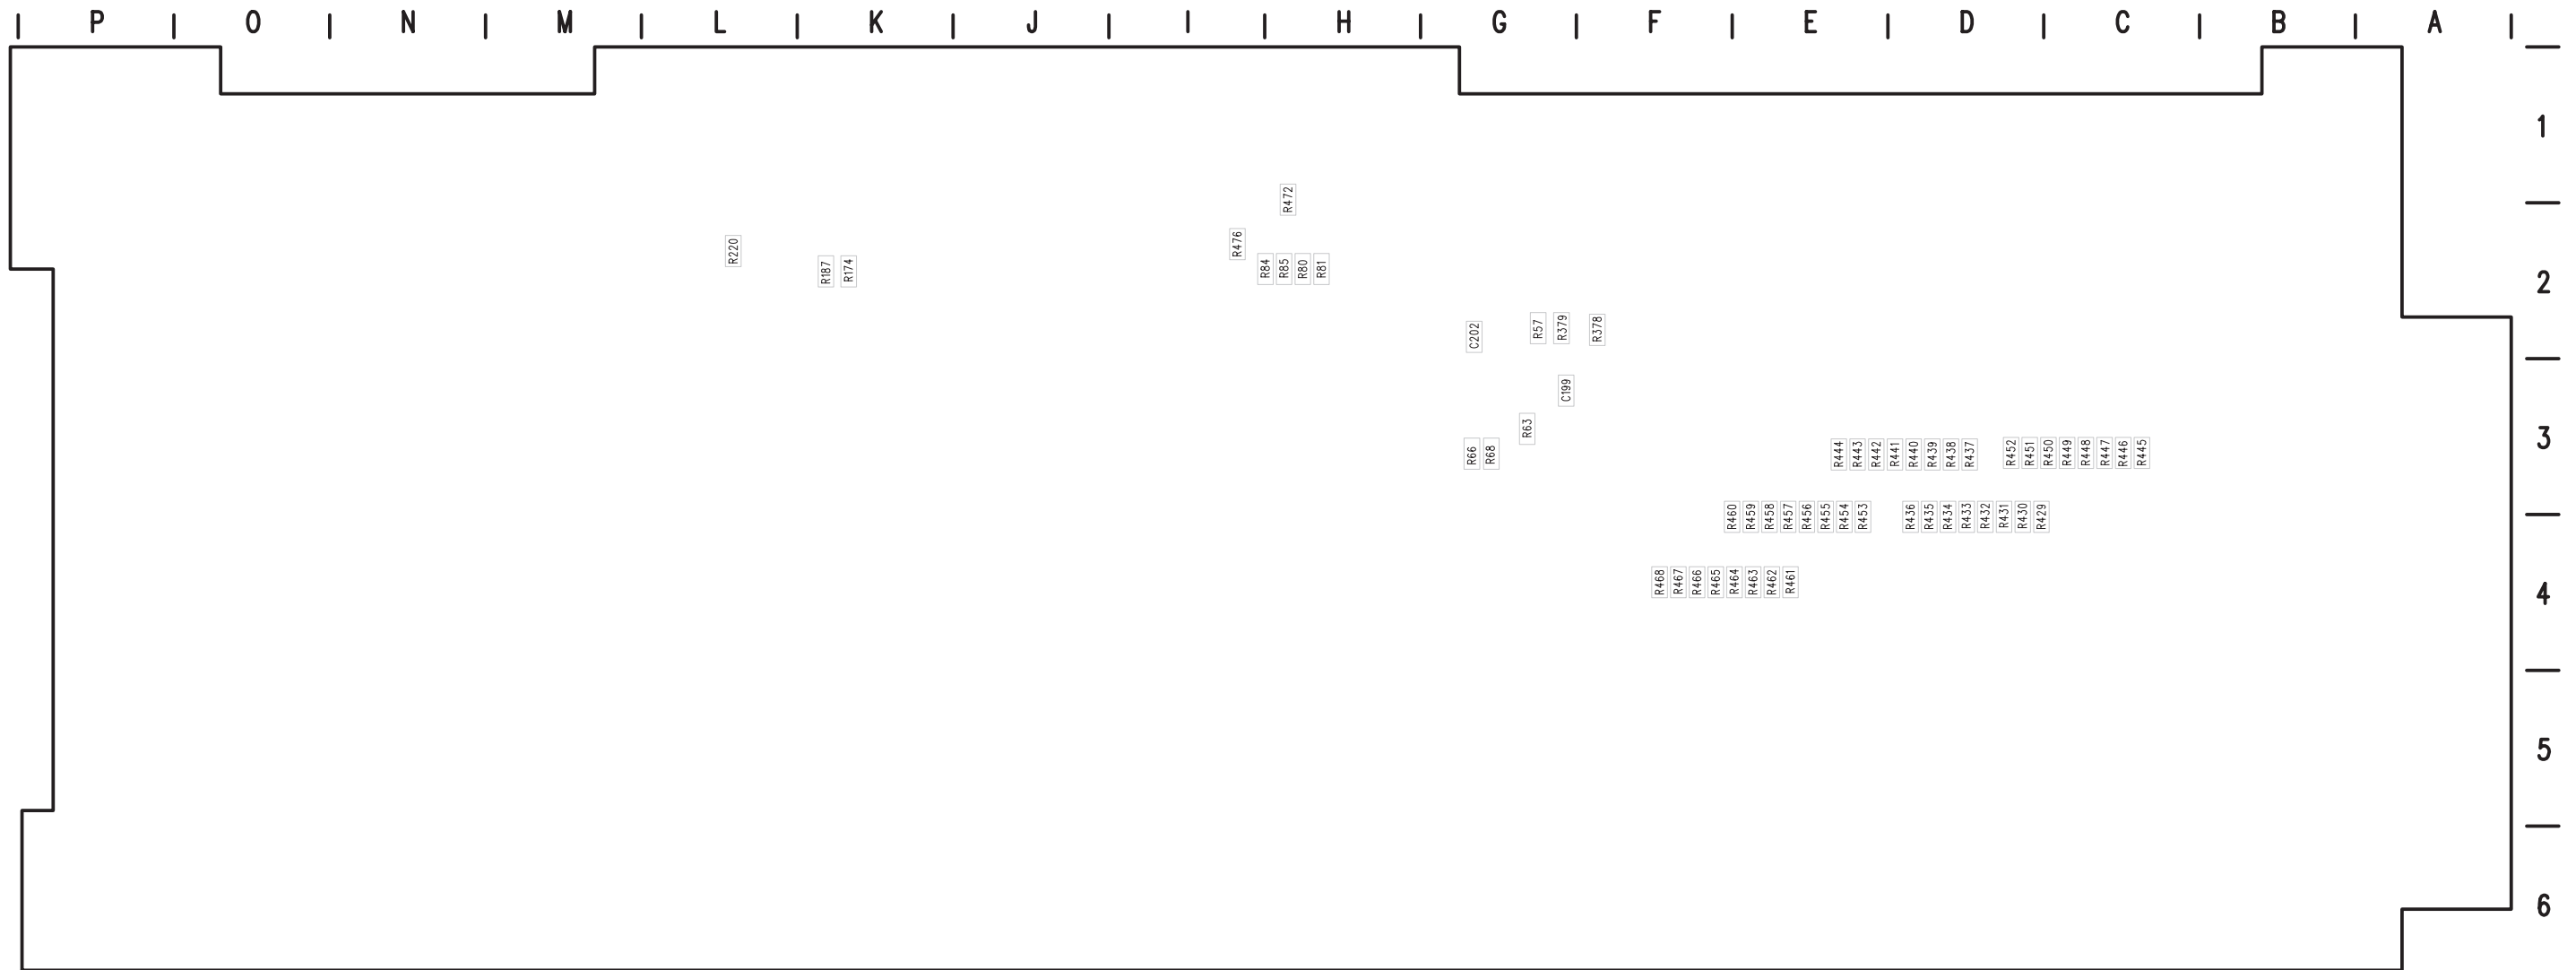 P O N M L K J I H G F E D C B A
1
R472
R220 R476
R187 R174 R84 R85 R80 R81
2
C202 R57 R379 R378
C199
R63
3
R66 R68 R444 R443 R442 R441 R440 R439 R438 R437 R452 R451 R450 R449 R448 R447 R446 R445
R460 R459 R458 R457 R456 R455 R454 R453 R436 R435 R434 R433 R432 R431 R430 R429
R468 R467 R466 R465 R464 R463 R462 R461
4
5
6